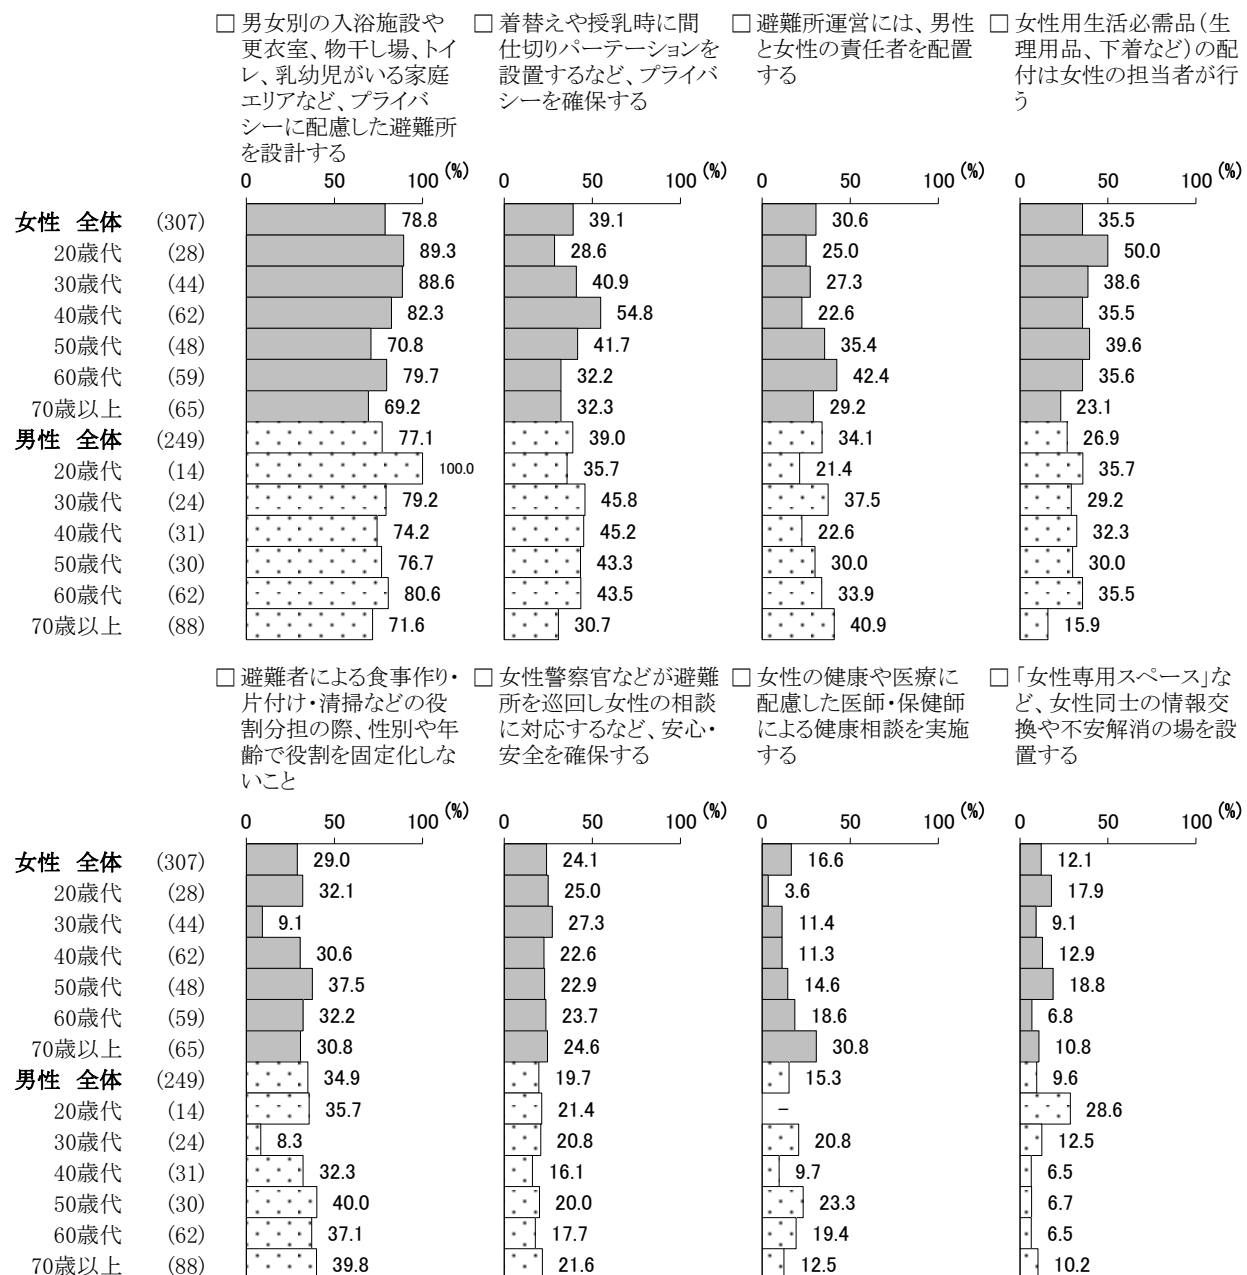 □ 男女別の入浴施設や
更衣室、物干し場、トイ
レ、乳幼児がいる家庭
エリアなど、プライバ
シーに配慮した避難所
を設計する
□ 着替えや授乳時に間
仕切りパーテーションを
設置するなど、プライバ
シーを確保する
□ 避難所運営には、男性
と女性の責任者を配置
する
□ 女性用生活必需品(生
理用品、下着など)の配
付は女性の担当者が行
う
0 50 100 (%) 0 50 100 (%) 0 50 100 (%) 0 50 100 (%)
女性 全体 (307) 78.8 39.1 30.6 35.5
20歳代 (28) 89.3 28.6 25.0 50.0
30歳代 (44) 88.6 40.9 27.3 38.6
40歳代 (62) 82.3 54.8 22.6 35.5
50歳代 (48) 70.8 41.7 35.4 39.6
60歳代 (59) 79.7 32.2 42.4 35.6
70歳以上 (65) 69.2 32.3 29.2 23.1
男性 全体 (249) 77.1 39.0 34.1 26.9
20歳代 (14) 100.0 35.7 21.4 35.7
30歳代 (24) 79.2 45.8 37.5 29.2
40歳代 (31) 74.2 45.2 22.6 32.3
50歳代 (30) 76.7 43.3 30.0 30.0
60歳代 (62) 80.6 43.5 33.9 35.5
70歳以上 (88) 71.6 30.7 40.9 15.9
□ 避難者による食事作り・
片付け・清掃などの役
割分担の際、性別や年
齢で役割を固定化しな
いこと
□ 女性警察官などが避難
所を巡回し女性の相談
に対応するなど、安心・
安全を確保する
□ 女性の健康や医療に
配慮した医師・保健師
による健康相談を実施
する
□ 「女性専用スペース」な
ど、女性同士の情報交
換や不安解消の場を設
置する
0 50 100 (%) 0 50 100 (%) 0 50 100 (%) 0 50 100 (%)
女性 全体 (307) 29.0 24.1 16.6 12.1
20歳代 (28) 32.1 25.0 3.6 17.9
30歳代 (44) 9.1 27.3 11.4 9.1
40歳代 (62) 30.6 22.6 11.3 12.9
50歳代 (48) 37.5 22.9 14.6 18.8
60歳代 (59) 32.2 23.7 18.6 6.8
70歳以上 (65) 30.8 24.6 30.8 10.8
男性 全体 (249) 34.9 19.7 15.3 9.6
20歳代 (14) 35.7 21.4 - 28.6
30歳代 (24) 8.3 20.8 20.8 12.5
40歳代 (31) 32.3 16.1 9.7 6.5
50歳代 (30) 40.0 20.0 23.3 6.7
60歳代 (62) 37.1 17.7 19.4 6.5
70歳以上 (88) 39.8 21.6 12.5 10.2